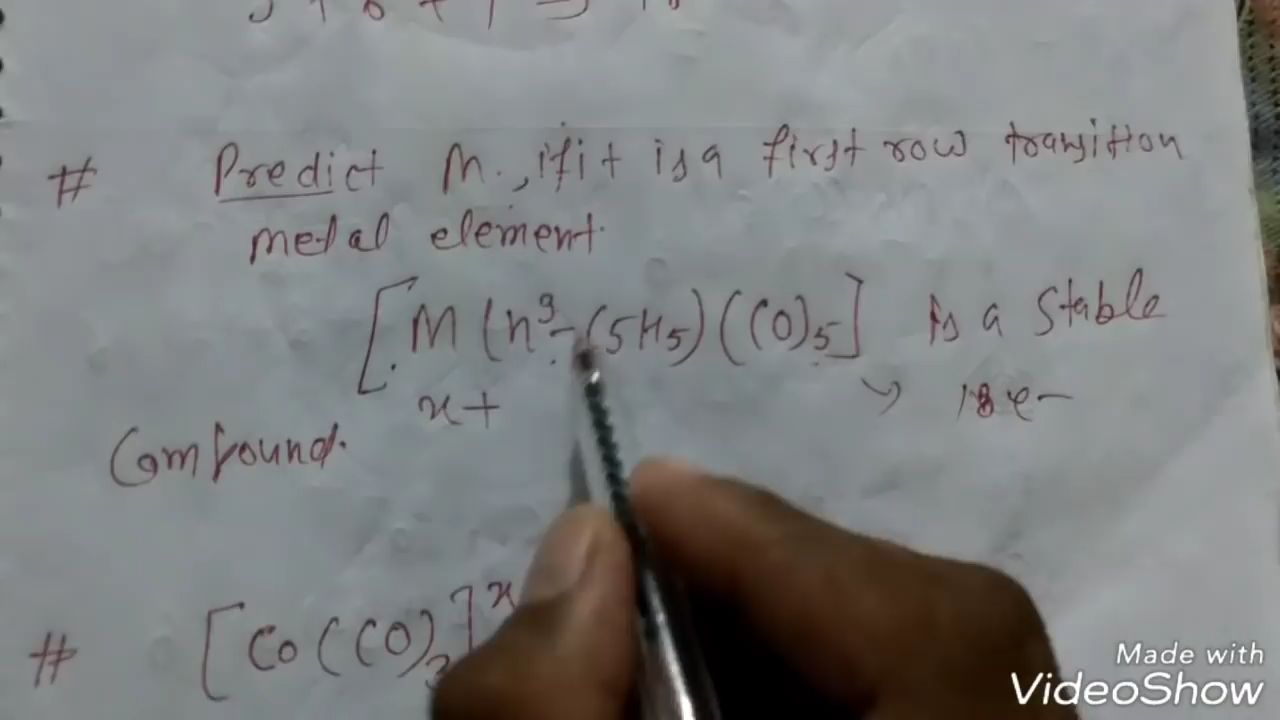 # Predict M, if it is a first row transition
metal element.
[M(η³-C5H5)(CO)5] is a stable
x+ → 18 e-
Compound.
# [Co(CO)3]x
Made with
VideoShow